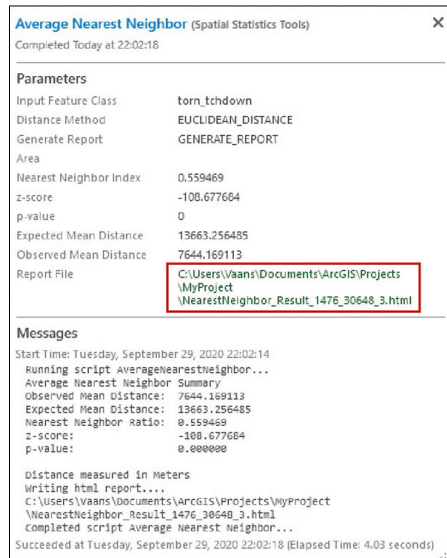 Average Nearest Neighbor (Spatial Statistics Tools)
Completed Today at 22:02:18
Parameters
Input Feature Class torn_tchdown
Distance Method EUCLIDEAN_DISTANCE
Generate Report GENERATE_REPORT
Area
Nearest Neighbor Index 0.559469
z-score -108.677684
p-value 0
Expected Mean Distance 13663.256485
Observed Mean Distance 7644.169113
Report File C:\Users\Vaans\Documents\ArcGIS\Projects
\MyProject
\NearestNeighbor_Result_1476_30648_3.html
Messages
Start Time: Tuesday, September 29, 2020 22:02:14
Running script AverageNearestNeighbor...
Average Nearest Neighbor Summary
Observed Mean Distance: 7644.169113
Expected Mean Distance: 13663.256485
Nearest Neighbor Ratio: 0.559469
z-score: -108.677684
p-value: 0.000000
Distance measured in Meters
Writing html report....
C:\Users\Vaans\Documents\ArcGIS\Projects\MyProject
\NearestNeighbor_Result_1476_30648_3.html
Completed script Average Nearest Neighbor...
Succeeded at Tuesday, September 29, 2020 22:02:18 (Elapsed Time: 4.03 seconds)